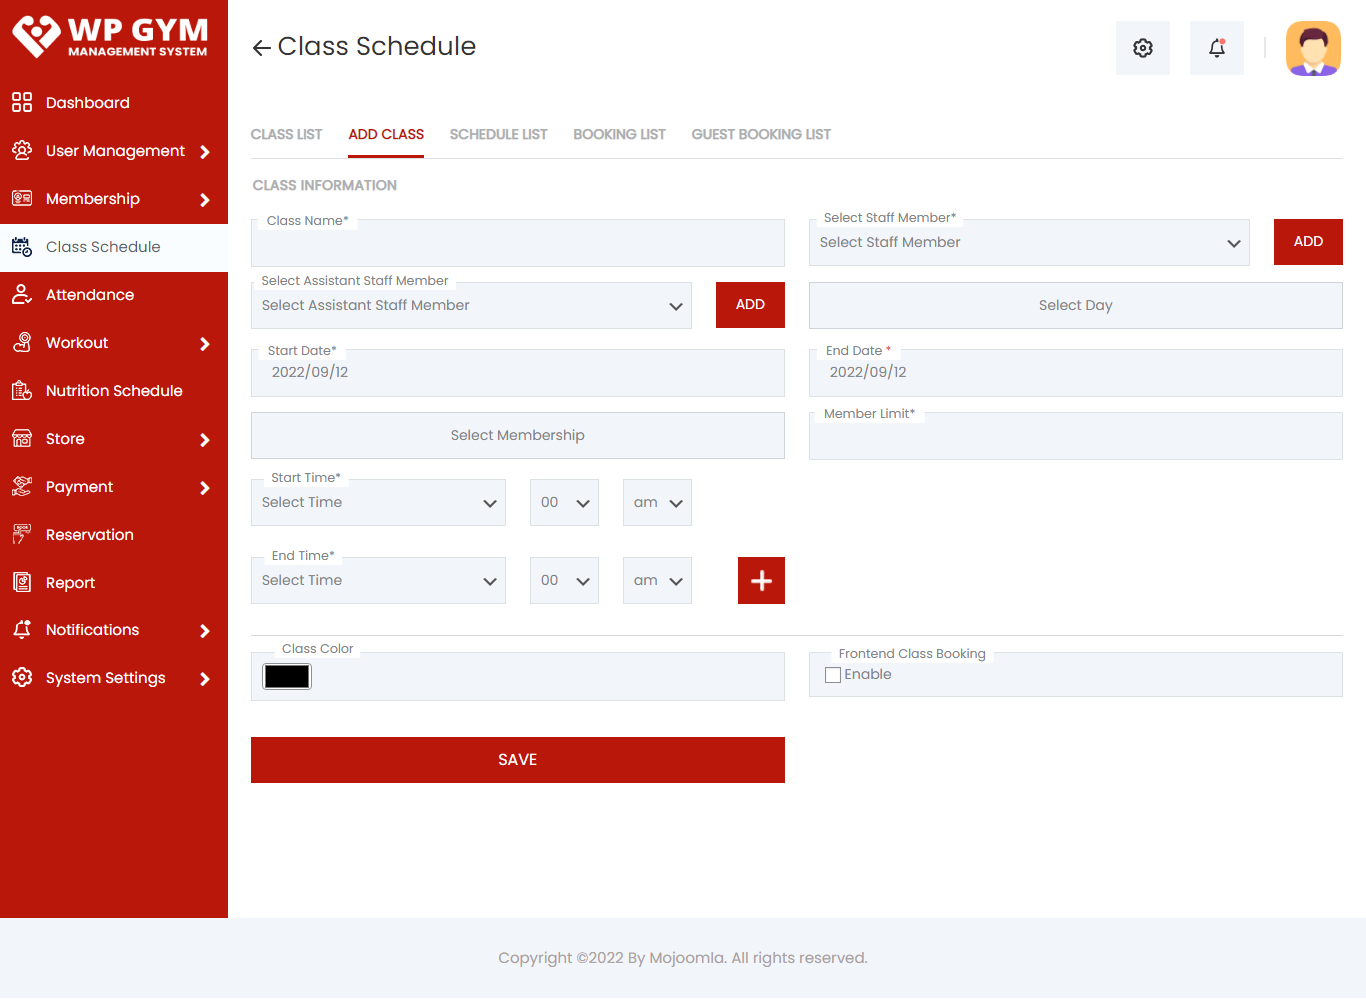 WP GYM
MANAGEMENT SYSTEM
Dashboard
User Management
Membership
Class Schedule
Attendance
Workout
Nutrition Schedule
Store
Payment
Reservation
Report
Notifications
System Settings
Class Schedule
CLASS LIST ADD CLASS SCHEDULE LIST BOOKING LIST GUEST BOOKING LIST
CLASS INFORMATION
Class Name*
Select Staff Member*
Select Staff Member
ADD
Select Assistant Staff Member
Select Assistant Staff Member
ADD
Select Day
Start Date*
2022/09/12
End Date *
2022/09/12
Select Membership
Member Limit*
Start Time*
Select Time 00 am
End Time*
Select Time 00 am
Class Color
Frontend Class Booking
Enable
SAVE
Copyright ©2022 By Mojoomla. All rights reserved.